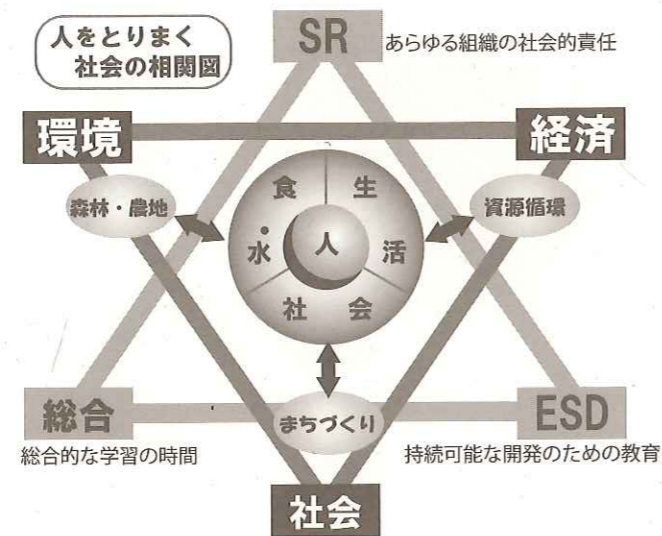 人をとりまく
社会の相関図
SR
あらゆる組織の社会的責任
環境
経済
森林・農地
資源循環
食・水
生活
人
社会
まちづくり
総合
総合的な学習の時間
ESD
持続可能な開発のための教育
社会